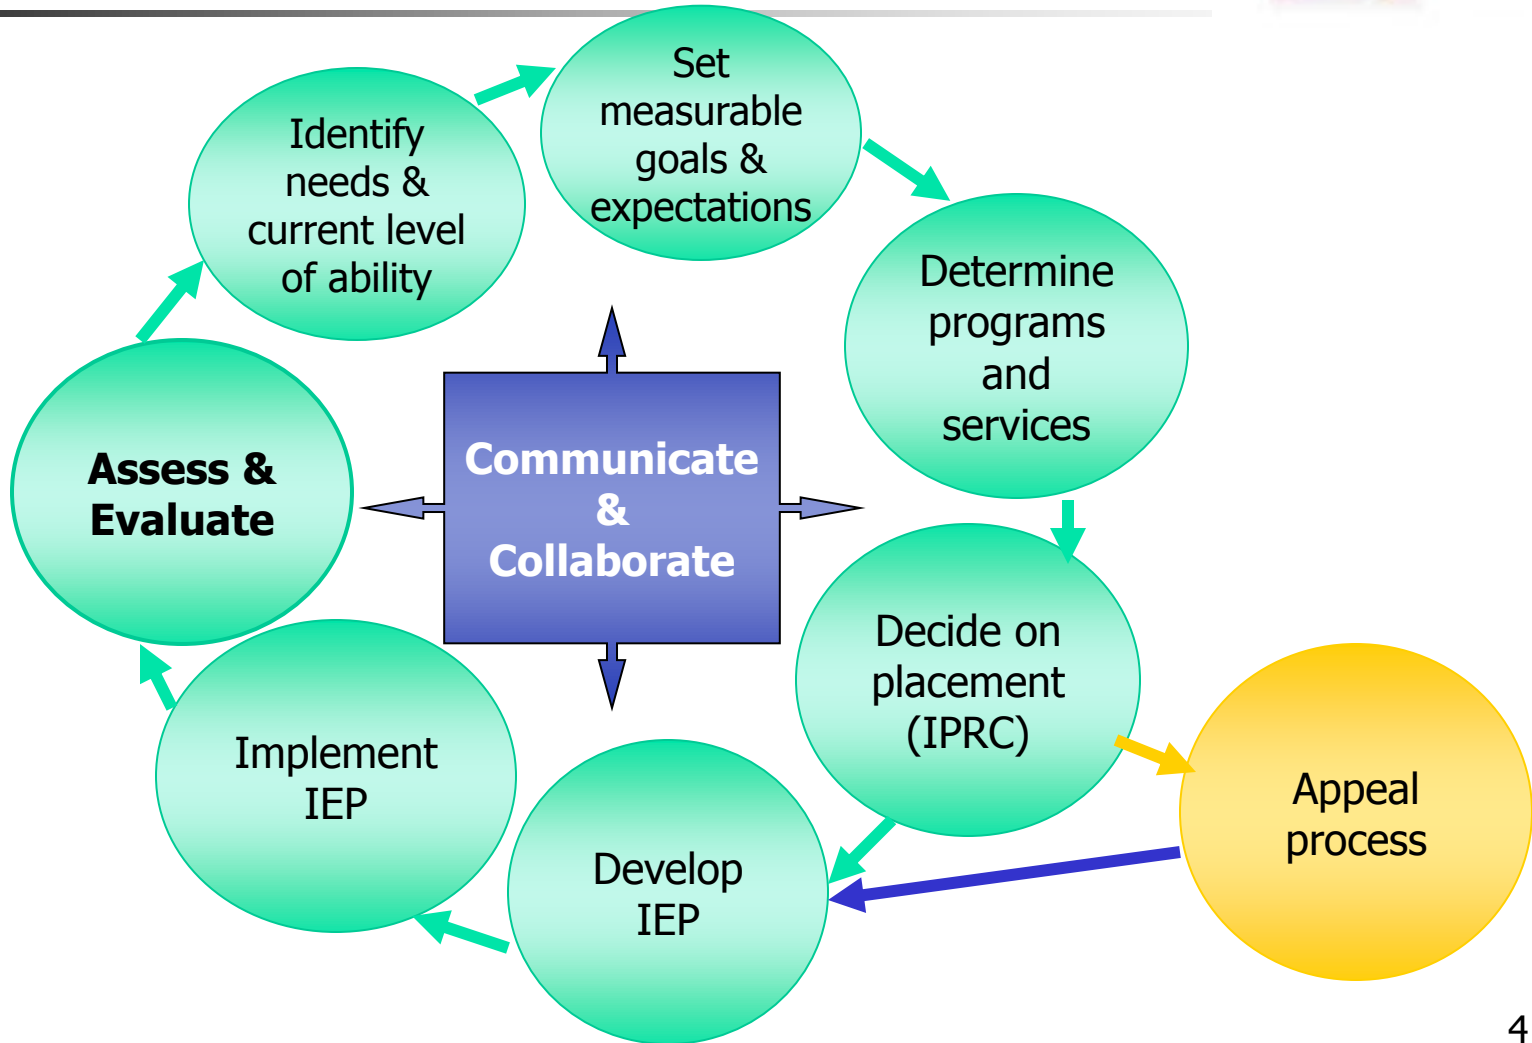 Set
measurable
goals &
expectations
Identify
needs &
current level
of ability
Determine
programs
and
services
Assess &
Evaluate
Communicate
&
Collaborate
Decide on
placement
(IPRC)
Implement
IEP
Appeal
process
Develop
IEP
4